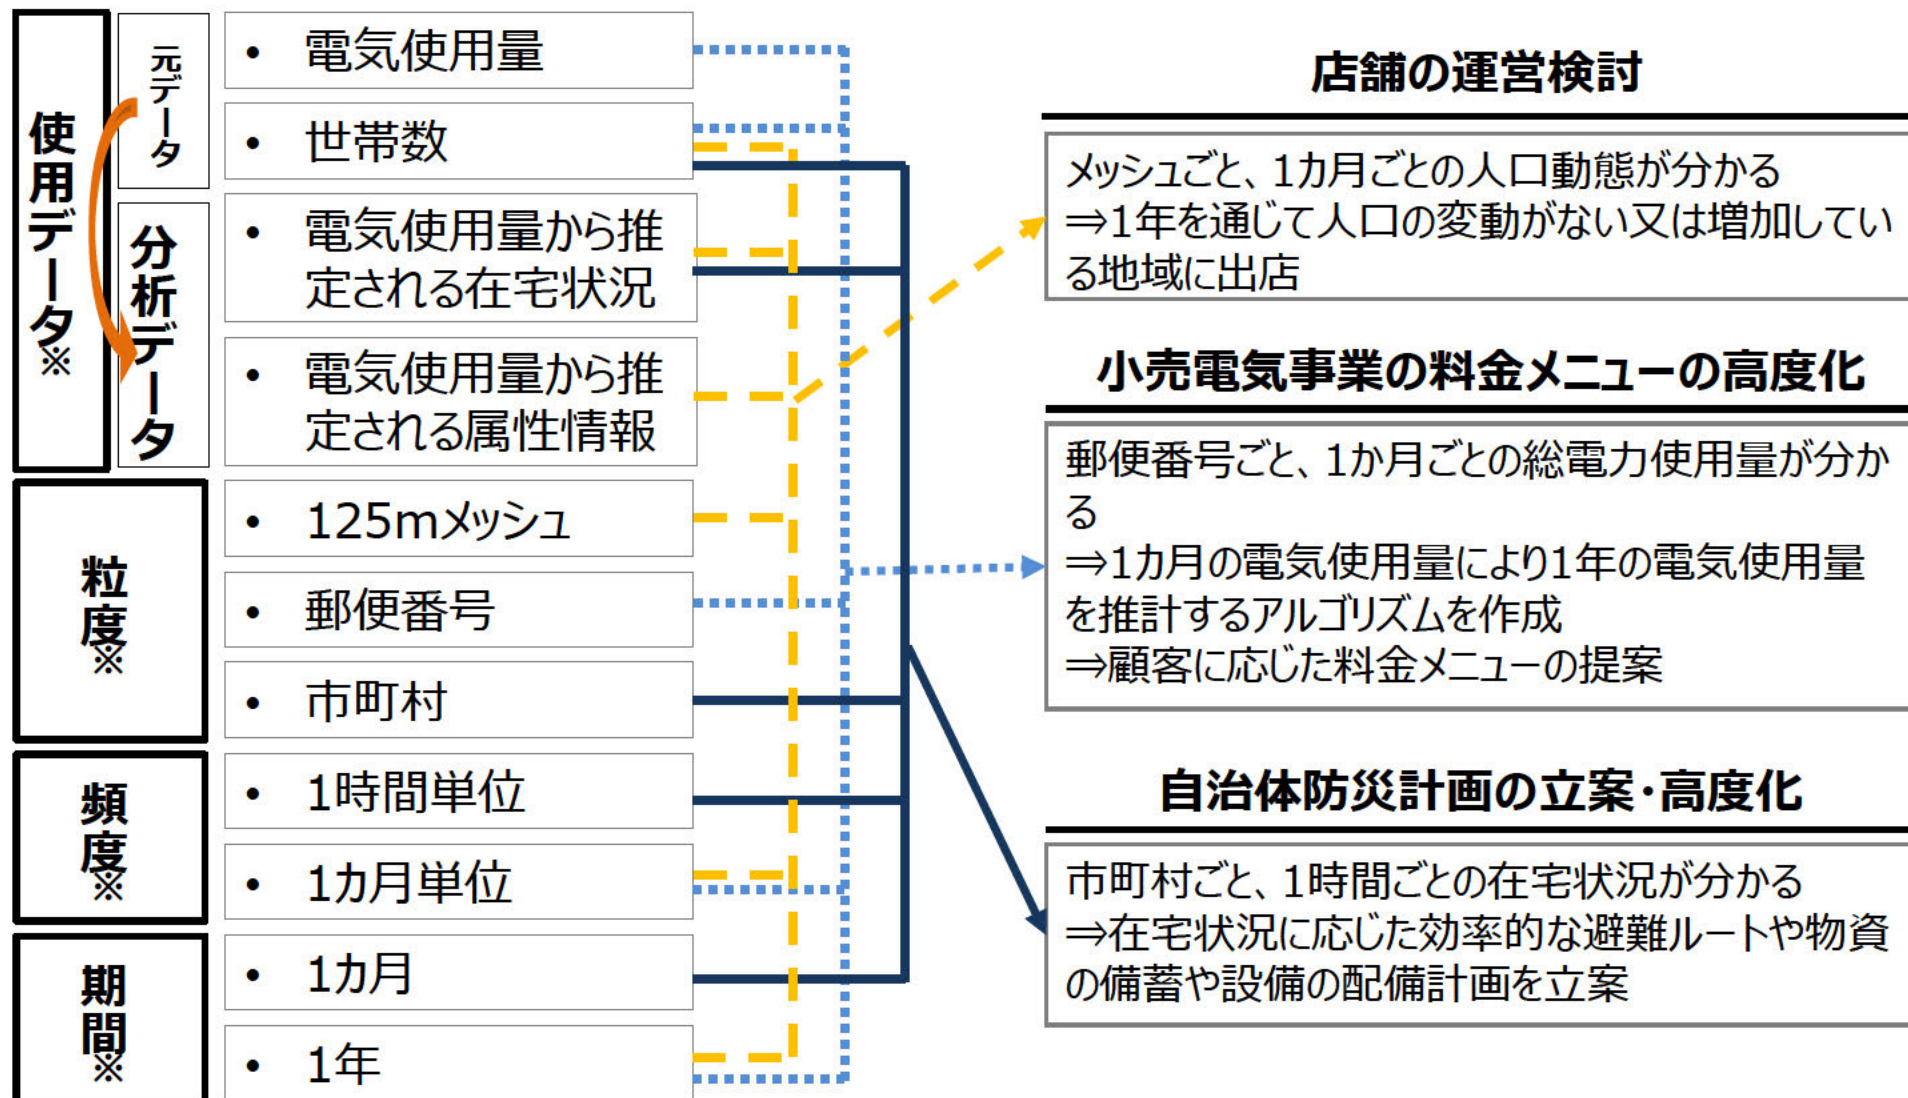 使用データ※
元データ
・ 電気使用量
・ 世帯数
分析データ
・ 電気使用量から推
定される在宅状況
・ 電気使用量から推
定される属性情報
粒度※
・ 125mメッシュ
・ 郵便番号
・ 市町村
頻度※
・ 1時間単位
・ 1カ月単位
期間※
・ 1カ月
・ 1年
店舗の運営検討
メッシュごと、1カ月ごとの人口動態が分かる
⇒1年を通じて人口の変動がない又は増加してい
る地域に出店
小売電気事業の料金メニューの高度化
郵便番号ごと、1か月ごとの総電力使用量が分か
る
⇒1カ月の電気使用量により1年の電気使用量
を推計するアルゴリズムを作成
⇒顧客に応じた料金メニューの提案
自治体防災計画の立案・高度化
市町村ごと、1時間ごとの在宅状況が分かる
⇒在宅状況に応じた効率的な避難ルートや物資
の備蓄や設備の配備計画を立案